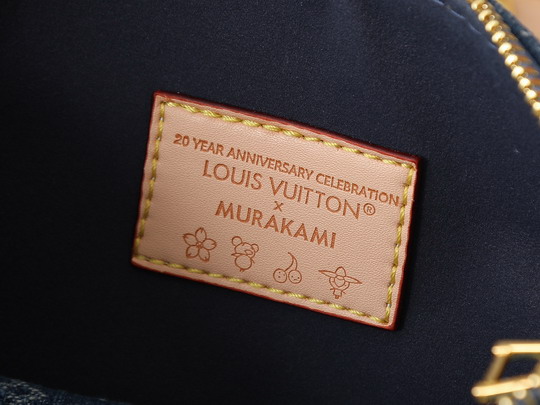 20 YEAR ANNIVERSARY CELEBRATION
LOUIS VUITTON®
×
MURAKAMI